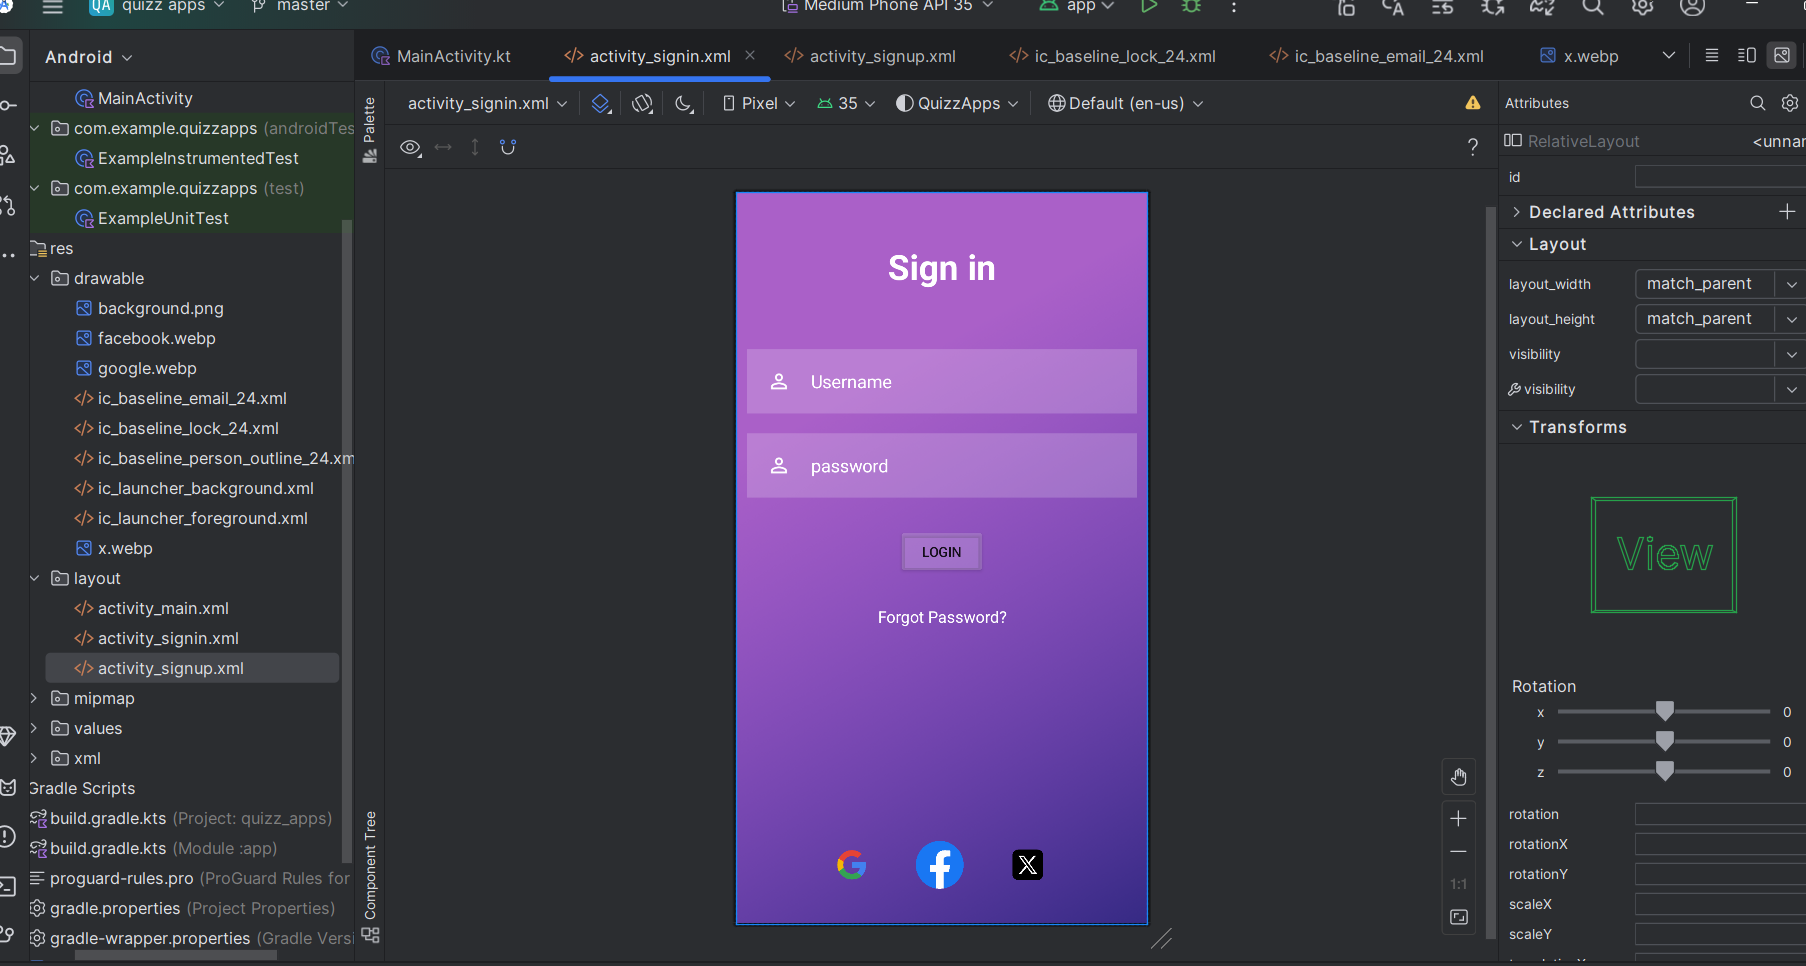 QA quizz apps master Medium Phone API 35 app
Android
MainActivity.kt activity_signin.xml activity_signup.xml ic_baseline_lock_24.xml ic_baseline_email_24.xml x.webp
MainActivity
com.example.quizzapps (androidTes
ExampleInstrumentedTest
com.example.quizzapps (test)
ExampleUnitTest
res
drawable
background.png
facebook.webp
google.webp
ic_baseline_email_24.xml
ic_baseline_lock_24.xml
ic_baseline_person_outline_24.xm
ic_launcher_background.xml
ic_launcher_foreground.xml
x.webp
layout
activity_main.xml
activity_signin.xml
activity_signup.xml
mipmap
values
xml
Gradle Scripts
build.gradle.kts (Project: quizz_apps)
build.gradle.kts (Module :app)
proguard-rules.pro (ProGuard Rules for
gradle.properties (Project Properties)
gradle-wrapper.properties (Gradle Versi
Palette
Component Tree
activity_signin.xml Pixel 35 QuizzApps Default (en-us)
?
Sign in
Username
password
LOGIN
Forgot Password?
1:1
Attributes
RelativeLayout <unnar
id
Declared Attributes
Layout
layout_width match_parent
layout_height match_parent
visibility
visibility
Transforms
View
Rotation
x 0
y 0
z 0
rotation
rotationX
rotationY
scaleX
scaleY